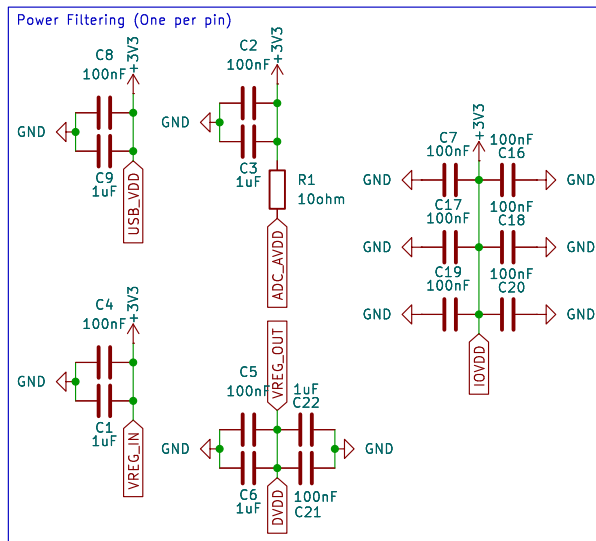 Power Filtering (One per pin)
+3V3
C8
100nF
GND
C9
1uF
USB_VDD
+3V3
C2
100nF
GND
C3
1uF
R1
10ohm
ADC_AVDD
+3V3
C7
100nF
100nF
C16
GND
GND
C17
100nF
100nF
C18
GND
GND
C19
100nF
100nF
C20
GND
GND
IOVDD
+3V3
C4
100nF
GND
C1
1uF
VREG_IN
VREG_OUT
C5
100nF
1uF
C22
GND
GND
C6
1uF
100nF
C21
DVDD